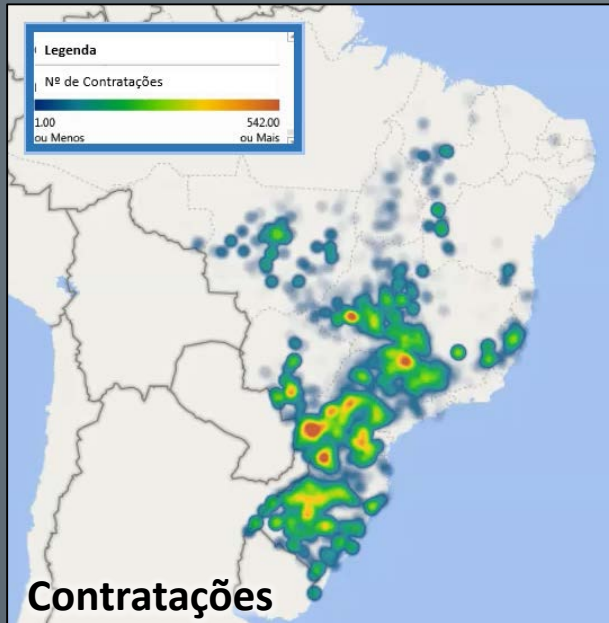 Legenda
Nº de Contratações
1.00
542.00
ou Menos
ou Mais
Contratações